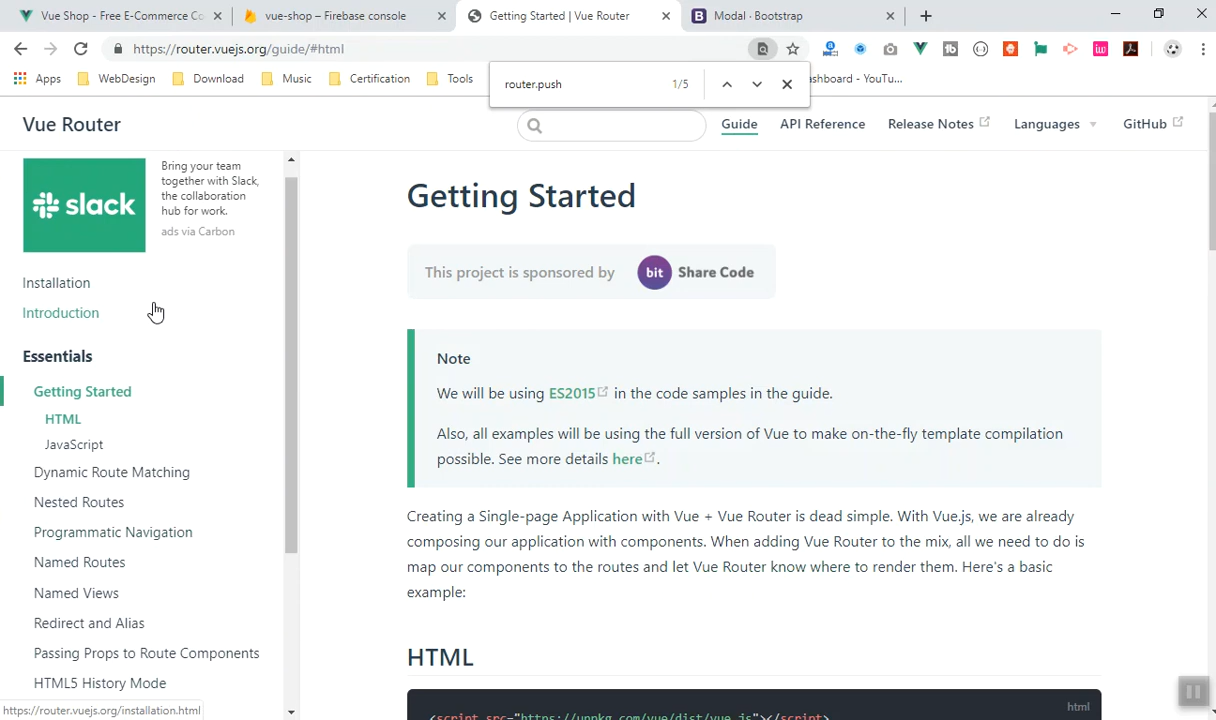 Vue Shop - Free E-Commerce Co
vue-shop – Firebase console
Getting Started | Vue Router
Modal · Bootstrap
https://router.vuejs.org/guide/#html
Apps
WebDesign
Download
Music
Certification
Tools
ashboard - YouTu...
router.push
1/5
Vue Router
Guide
API Reference
Release Notes
Languages
GitHub
slack
Bring your team
together with Slack,
the collaboration
hub for work.
ads via Carbon
Installation
Introduction
Essentials
Getting Started
HTML
JavaScript
Dynamic Route Matching
Nested Routes
Programmatic Navigation
Named Routes
Named Views
Redirect and Alias
Passing Props to Route Components
HTML5 History Mode
https://router.vuejs.org/installation.html
Getting Started
This project is sponsored by
bit
Share Code
Note
We will be using ES2015 in the code samples in the guide.
Also, all examples will be using the full version of Vue to make on-the-fly template compilation
possible. See more details here.
Creating a Single-page Application with Vue + Vue Router is dead simple. With Vue.js, we are already
composing our application with components. When adding Vue Router to the mix, all we need to do is
map our components to the routes and let Vue Router know where to render them. Here's a basic
example:
HTML
html
<script src="https://unpkg.com/vue/dist/vue.js"></script>